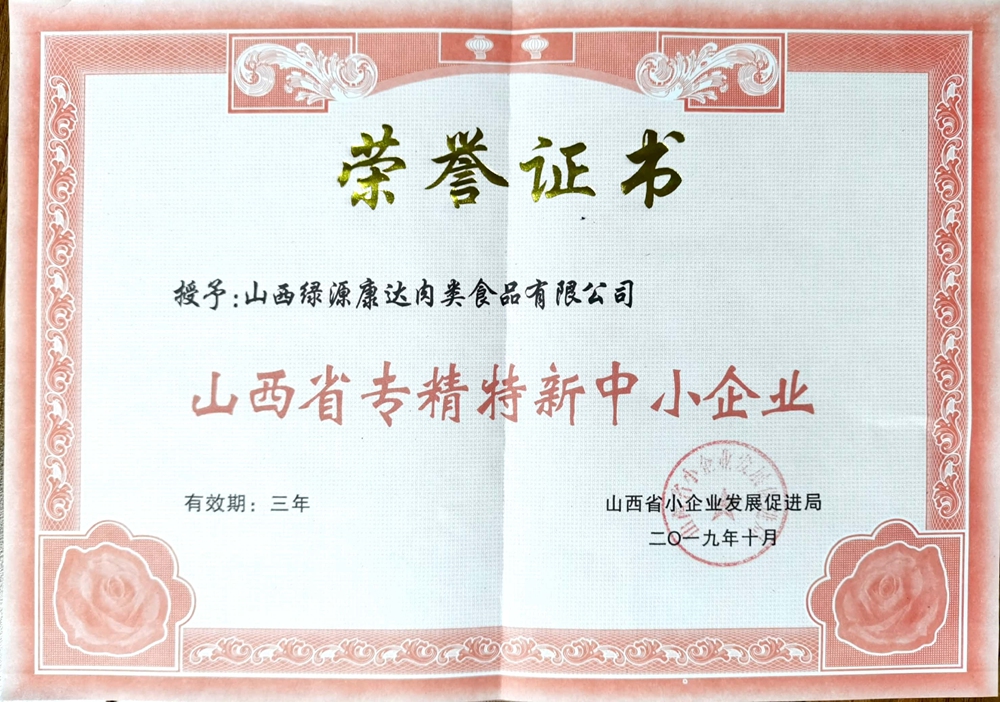 荣誉证书
授予:山西绿源康达肉类食品有限公司
山西省专精特新中小企业
有效期：三年
山西省小企业发展促进局
二〇一九年十月